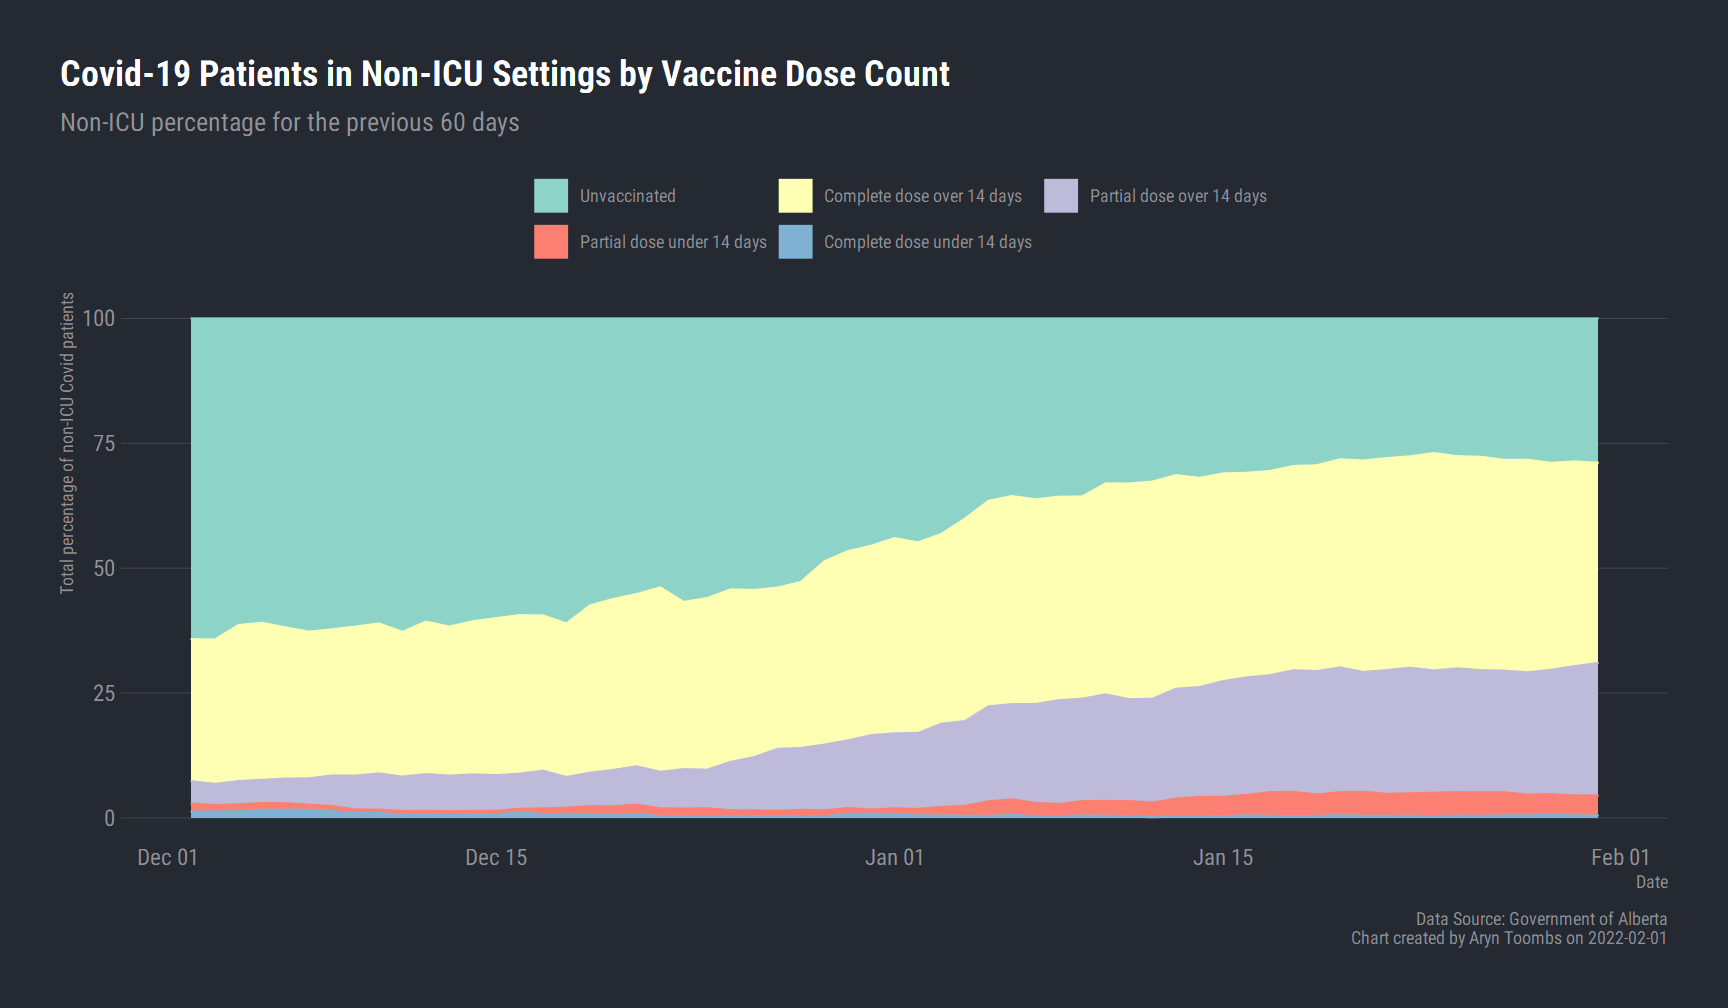 Covid-19 Patients in Non-ICU Settings by Vaccine Dose Count
Non-ICU percentage for the previous 60 days
Unvaccinated
Complete dose over 14 days
Partial dose over 14 days
Partial dose under 14 days
Complete dose under 14 days
Total percentage of non-ICU Covid patients
100
75
50
25
0
Dec 01
Dec 15
Jan 01
Jan 15
Feb 01
Date
Data Source: Government of Alberta
Chart created by Aryn Toombs on 2022-02-01